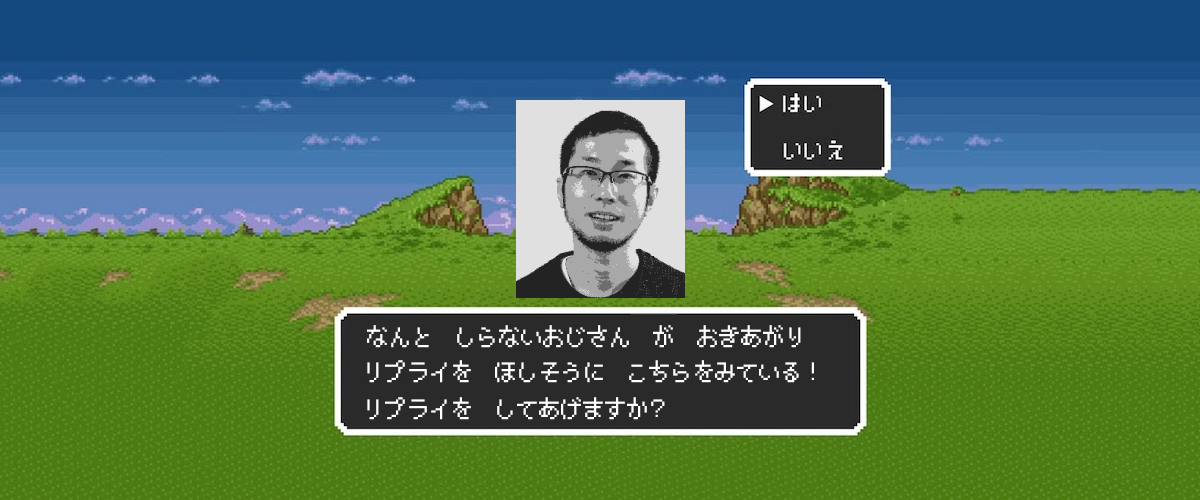 ▶はい
いいえ
なんと しらないおじさん が おきあがり
リプライを ほしそうに こちらをみている!
リプライを してあげますか?